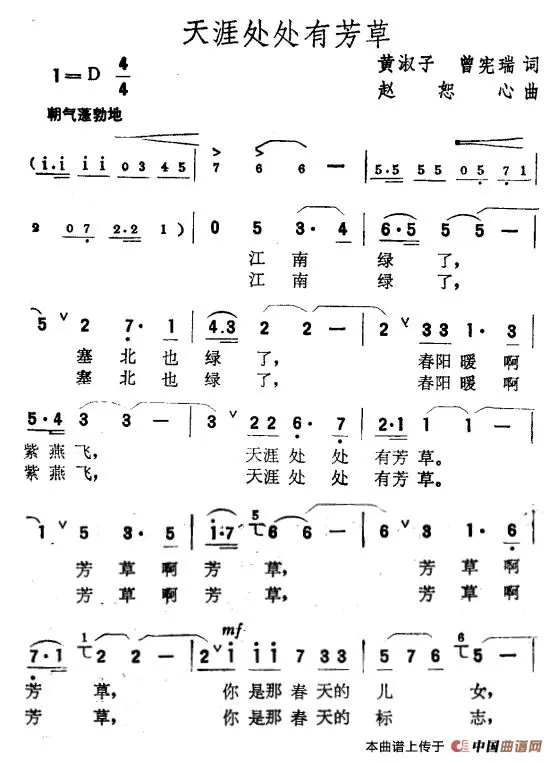 天涯处处有芳草
1=D 4/4
黄淑子 曾宪瑞 词
赵恕心 曲
朝气蓬勃地
(i·i i i 0 3 4 5 | 7 6 6 — | 5·5 5 5 0 5 7 1 |
2 0 7 2·2 1) | 0 5 3· 4 | 6·5 5 5 — |
江南绿了,
江南绿了,
5 ∨ 2 7· 1 | 4·3 2 2 — | 2 ∨ 3 3 1· 3 |
塞北也绿了, 春阳暖啊
塞北也绿了, 春阳暖啊
5·4 3 3 — | 3 ∨ 2 2 6· 7 | 2·1 1 1 — |
紫燕飞, 天涯处处有芳草。
紫燕飞, 天涯处处有芳草。
1 ∨ 5 3· 5 | 1·7 5 6 6 — | 6 ∨ 3 1· 6 |
芳草啊芳草, 芳草啊
芳草啊芳草, 芳草啊
mf
7·1 1 2 2 — | 2 ∨ i i i 7 3 3 | 5 7 6 6 5 — |
芳草, 你是那春天的儿女,
芳草, 你是那春天的标志,
本曲谱上传于 中国曲谱网